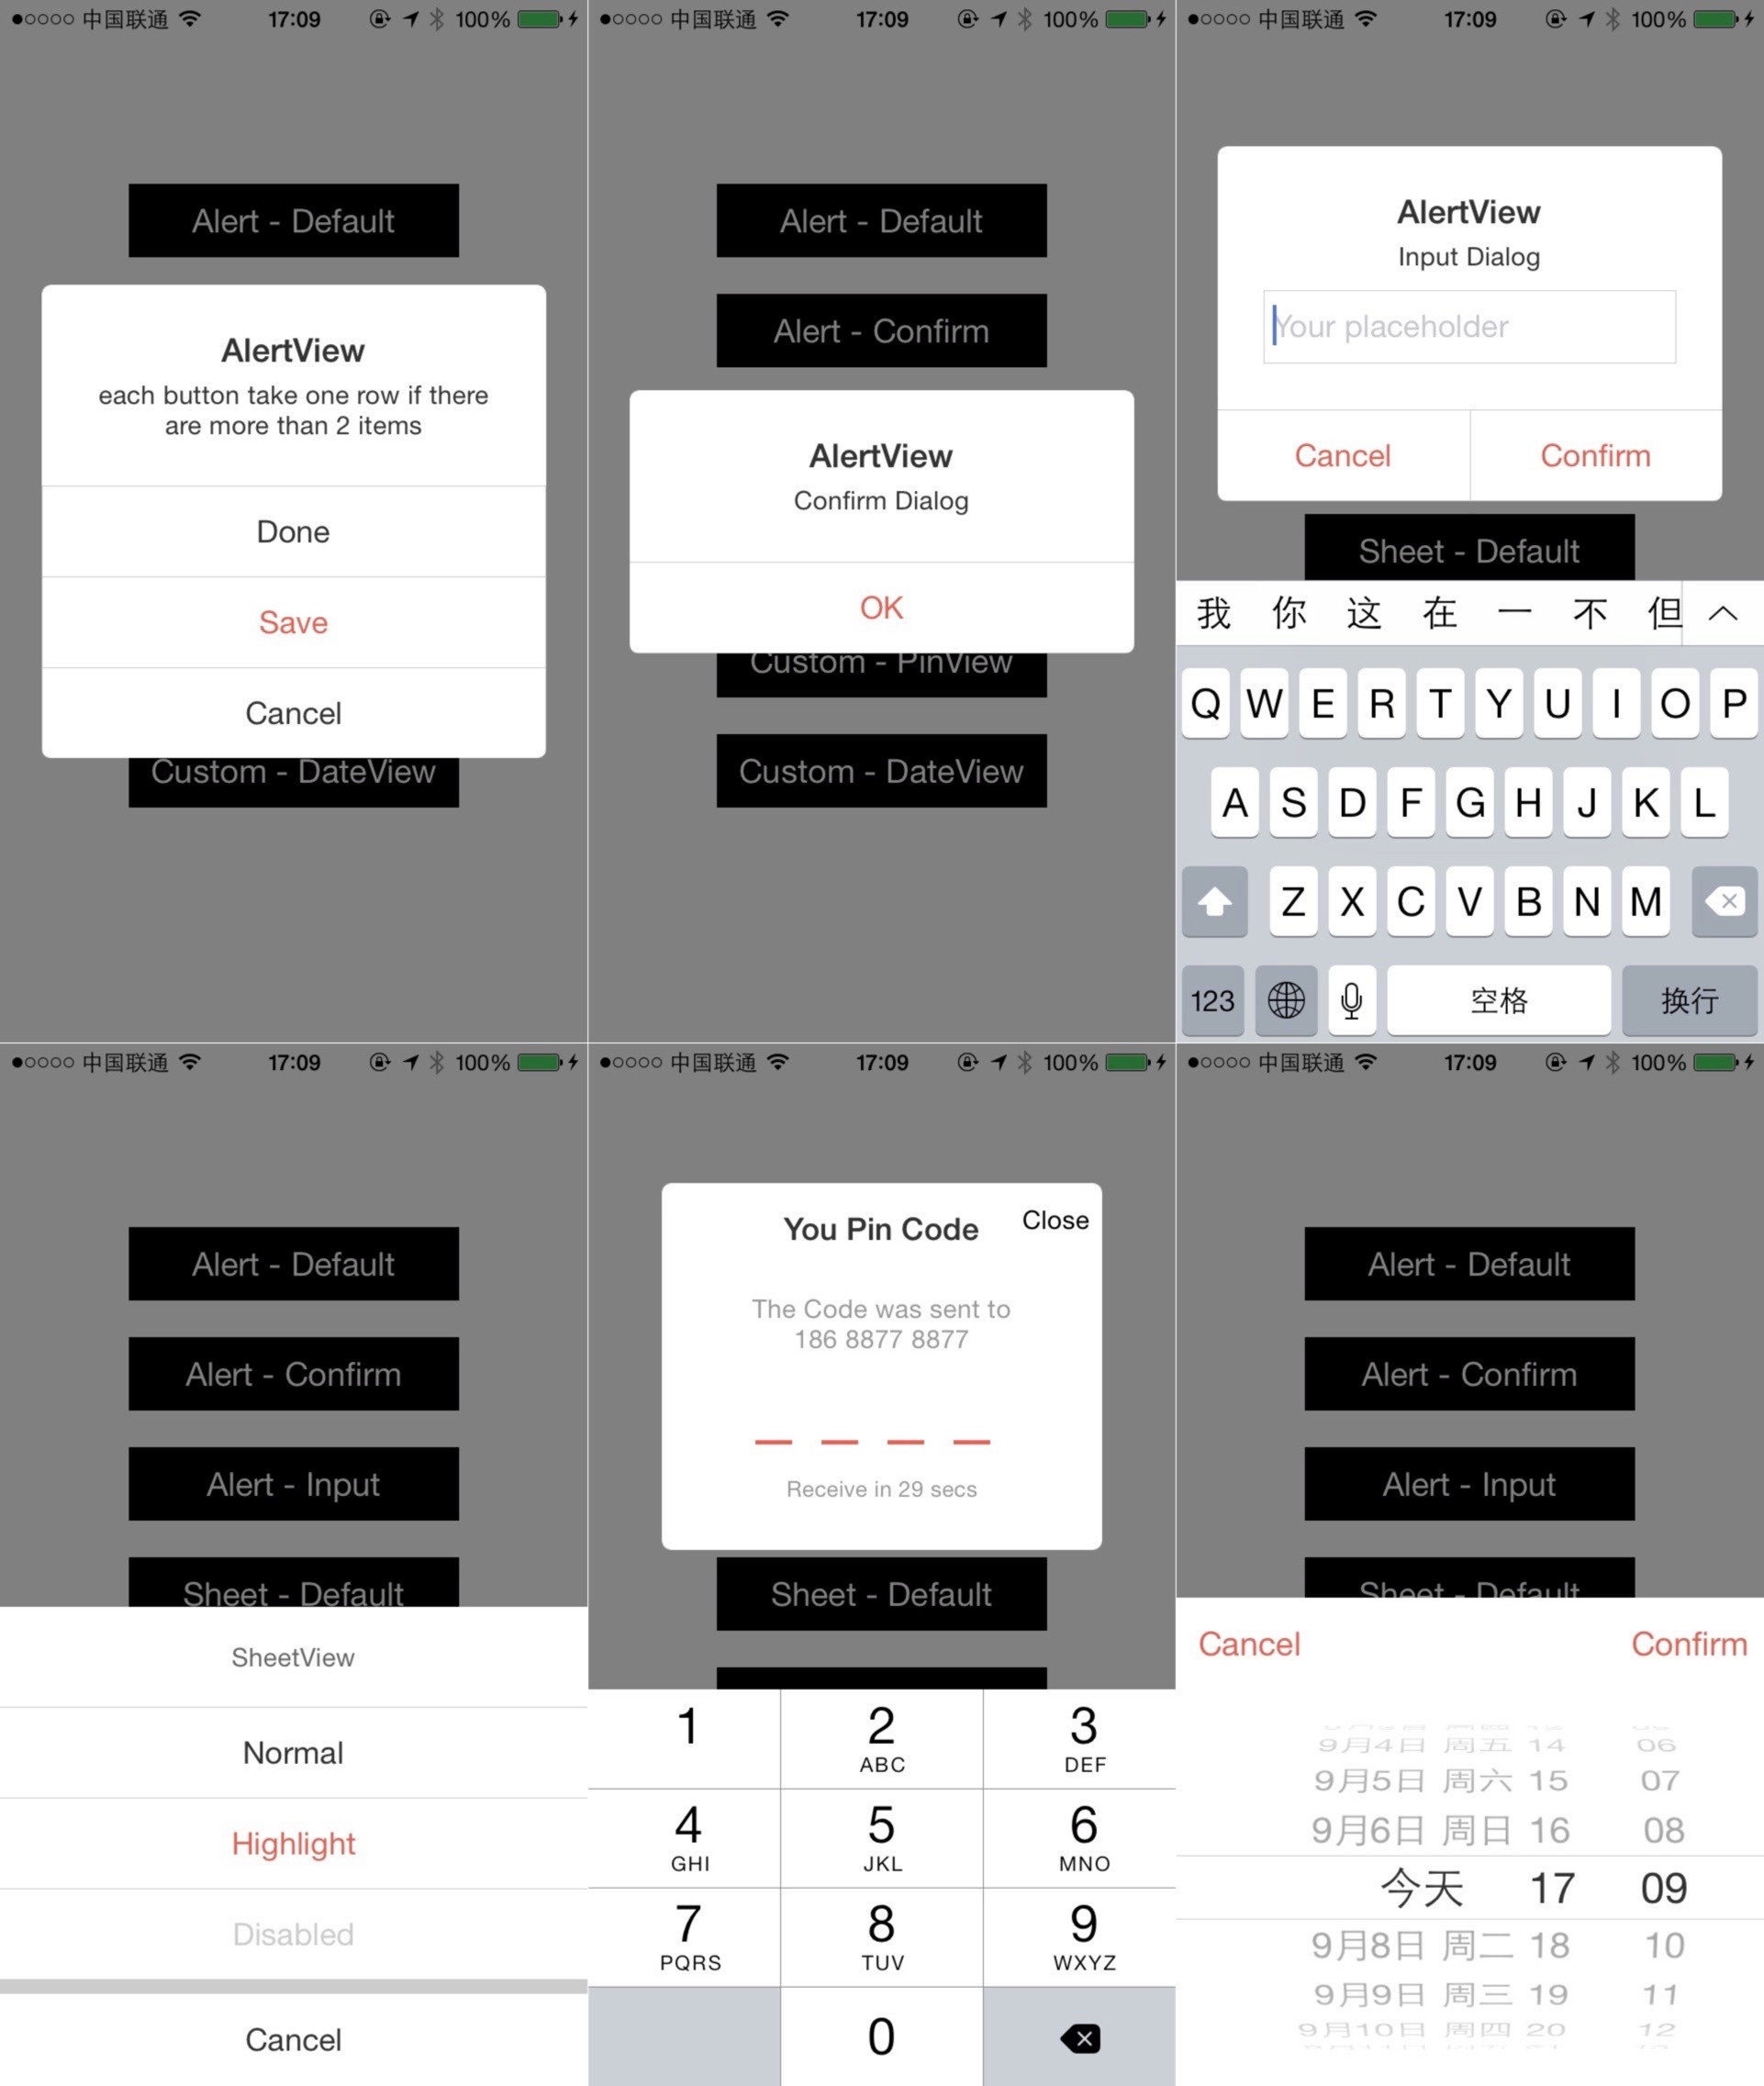 中国联通 17:09 100%
Alert - Default
AlertView
each button take one row if there
are more than 2 items
Done
Save
Cancel
Custom - DateView
中国联通 17:09 100%
Alert - Default
Alert - Confirm
AlertView
Confirm Dialog
OK
Custom - PinView
Custom - DateView
中国联通 17:09 100%
AlertView
Input Dialog
Your placeholder
Cancel Confirm
Sheet - Default
我 你 这 在 一 不 但
Q W E R T Y U I O P
A S D F G H J K L
Z X C V B N M
123 空格 换行
中国联通 17:09 100%
Alert - Default
Alert - Confirm
Alert - Input
Sheet - Default
SheetView
Normal
Highlight
Disabled
Cancel
中国联通 17:09 100%
You Pin Code Close
The Code was sent to
186 8877 8877
Receive in 29 secs
Sheet - Default
1 2 3
ABC DEF
4 5 6
GHI JKL MNO
7 8 9
PQRS TUV WXYZ
0
中国联通 17:09 100%
Alert - Default
Alert - Confirm
Alert - Input
Sheet - Default
Cancel Confirm
9月4日 周五 14 06
9月5日 周六 15 07
9月6日 周日 16 08
今天 17 09
9月8日 周二 18 10
9月9日 周三 19 11
9月10日 周四 20 12